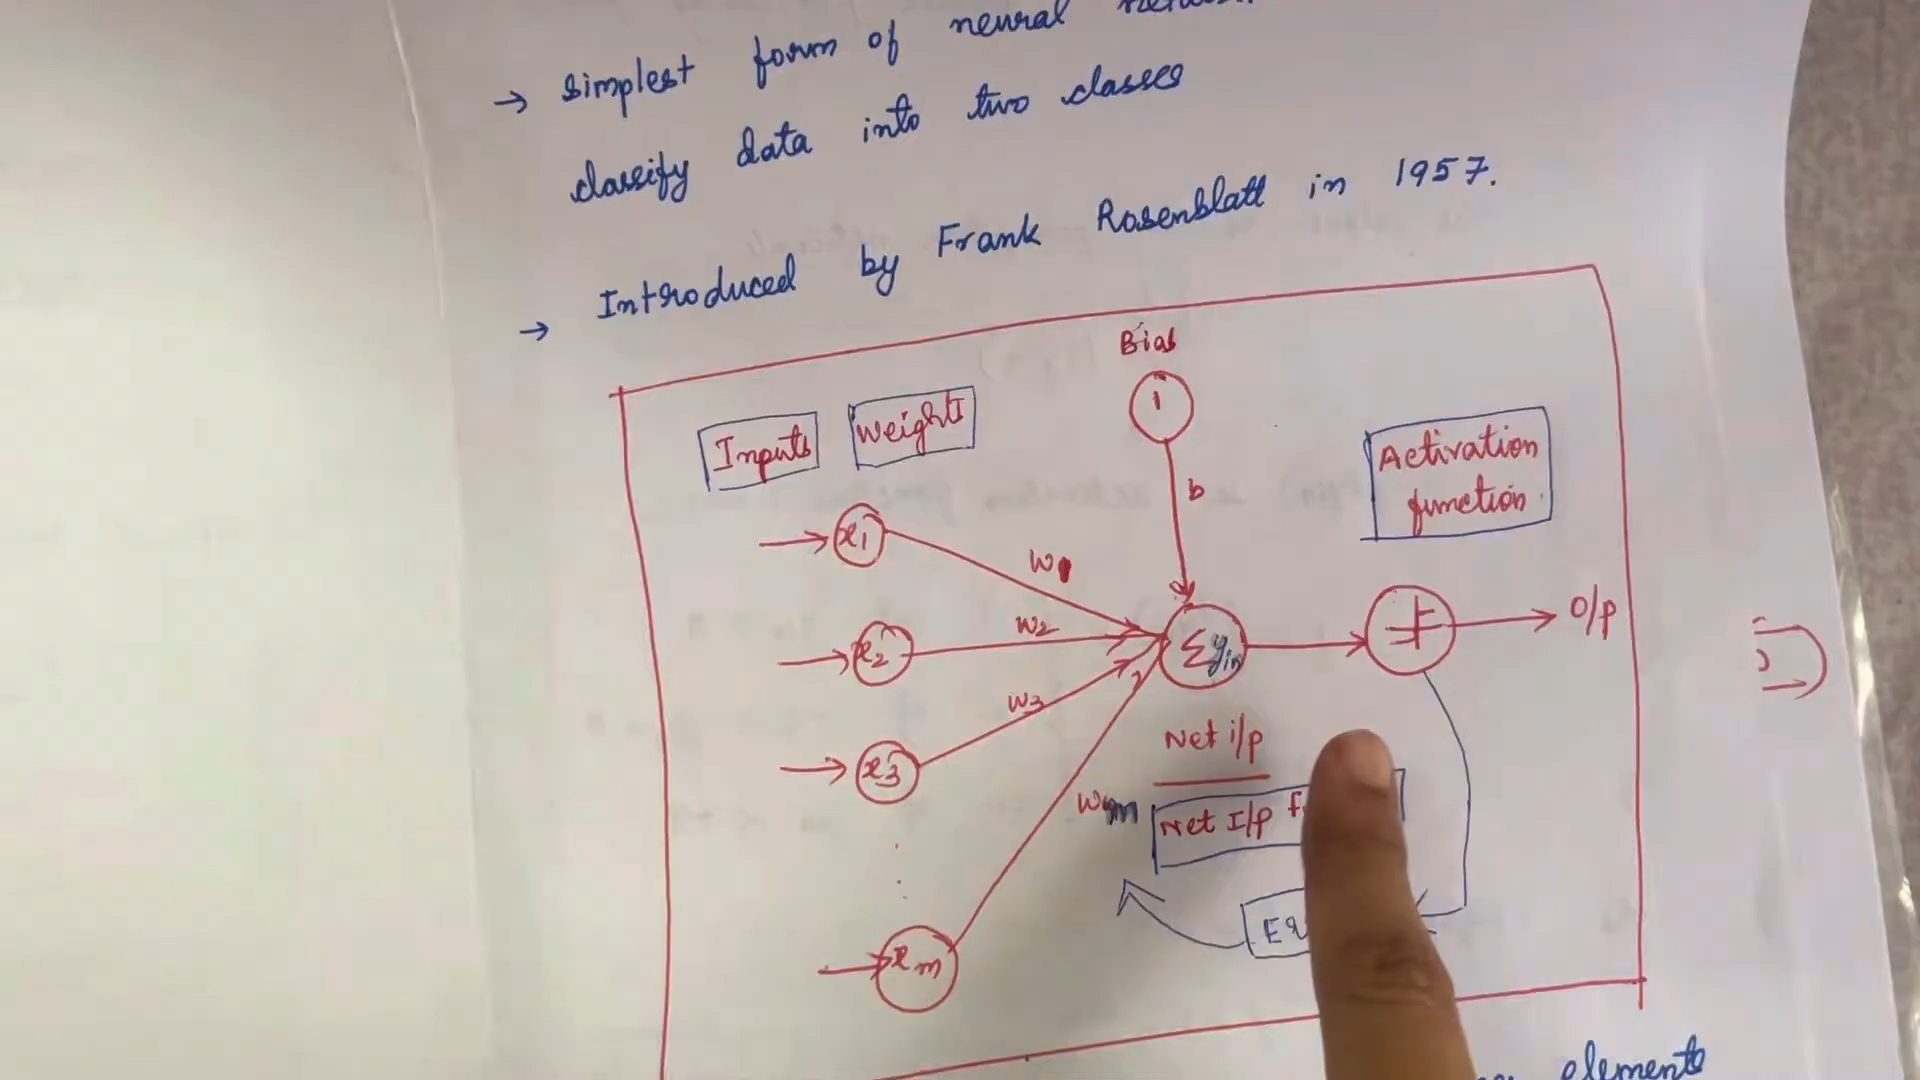 → simplest form of neural
classify data into two classes
→ Introduced by Frank Rosenblatt in 1957.
Bias
1
Inputs
Weights
b
Activation
function
x1
w1
x2
w2
Σ yin
O/p
x3
w3
Net i/p
wm
Net I/p
xm
elements